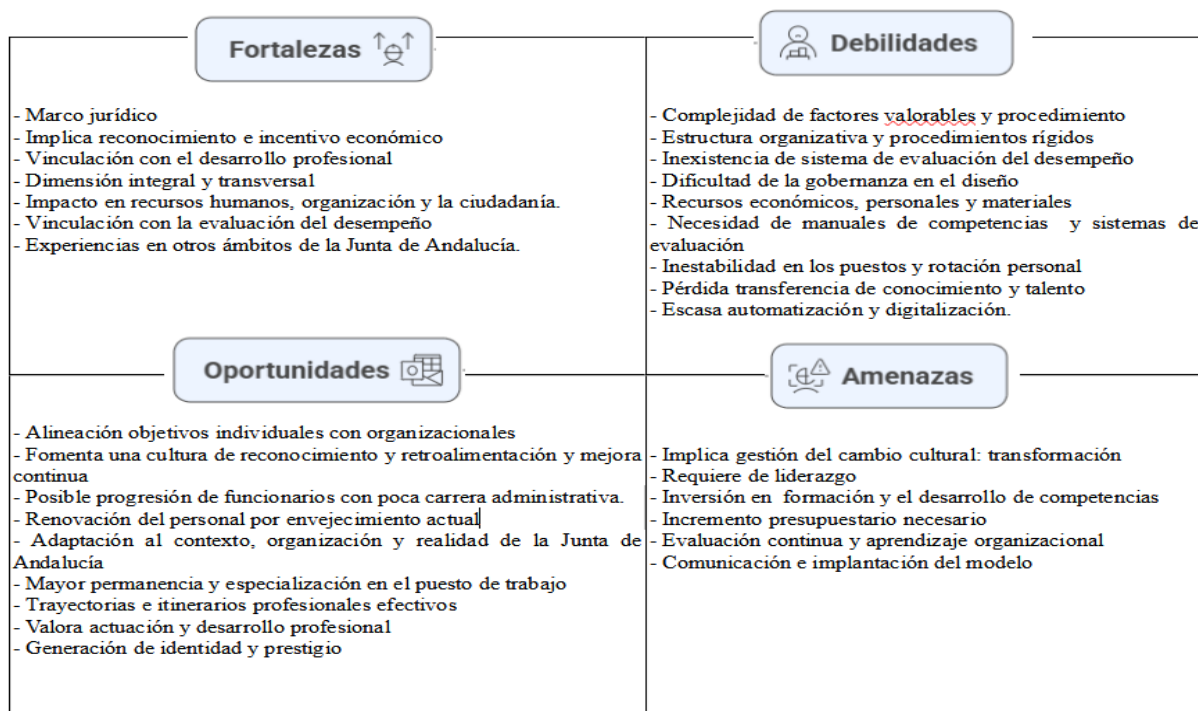 Fortalezas
- Marco jurídico
- Implica reconocimiento e incentivo económico
- Vinculación con el desarrollo profesional
- Dimensión integral y transversal
- Impacto en recursos humanos, organización y la ciudadanía.
- Vinculación con la evaluación del desempeño
- Experiencias en otros ámbitos de la Junta de Andalucía.
Debilidades
- Complejidad de factores valorables y procedimiento
- Estructura organizativa y procedimientos rígidos
- Inexistencia de sistema de evaluación del desempeño
- Dificultad de la gobernanza en el diseño
- Recursos económicos, personales y materiales
- Necesidad de manuales de competencias y sistemas de
evaluación
- Inestabilidad en los puestos y rotación personal
- Pérdida transferencia de conocimiento y talento
- Escasa automatización y digitalización.
Oportunidades
- Alineación objetivos individuales con organizacionales
- Fomenta una cultura de reconocimiento y retroalimentación y mejora
continua
- Posible progresión de funcionarios con poca carrera administrativa.
- Renovación del personal por envejecimiento actual
- Adaptación al contexto, organización y realidad de la Junta de
Andalucía
- Mayor permanencia y especialización en el puesto de trabajo
- Trayectorias e itinerarios profesionales efectivos
- Valora actuación y desarrollo profesional
- Generación de identidad y prestigio
Amenazas
- Implica gestión del cambio cultural: transformación
- Requiere de liderazgo
- Inversión en formación y el desarrollo de competencias
- Incremento presupuestario necesario
- Evaluación continua y aprendizaje organizacional
- Comunicación e implantación del modelo